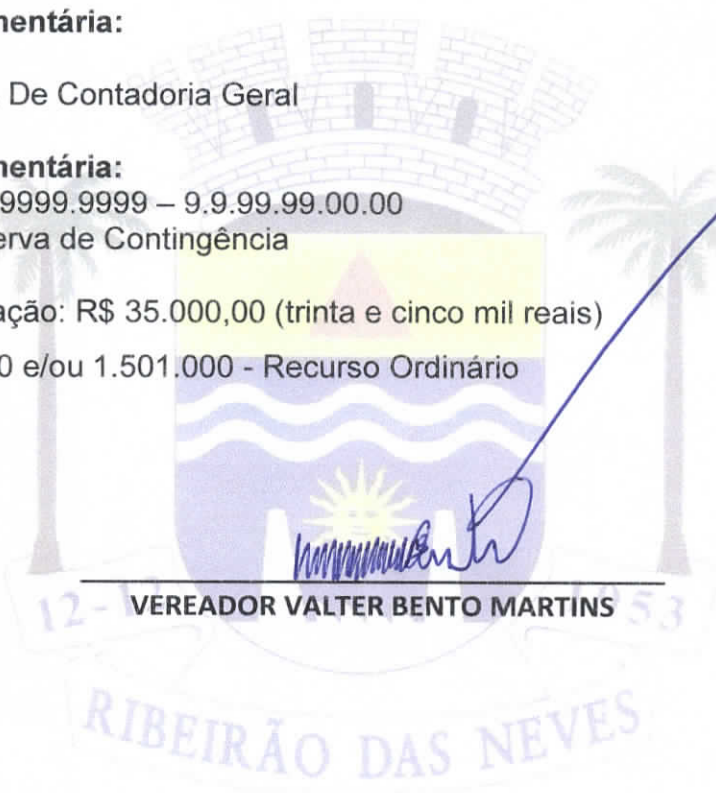 mentária:
De Contadoria Geral
mentária:
9999.9999 – 9.9.99.99.00.00
erva de Contingência
ação: R$ 35.000,00 (trinta e cinco mil reais)
0 e/ou 1.501.000 - Recurso Ordinário
VEREADOR VALTER BENTO MARTINS
12-1 1953
RIBEIRÃO DAS NEVES